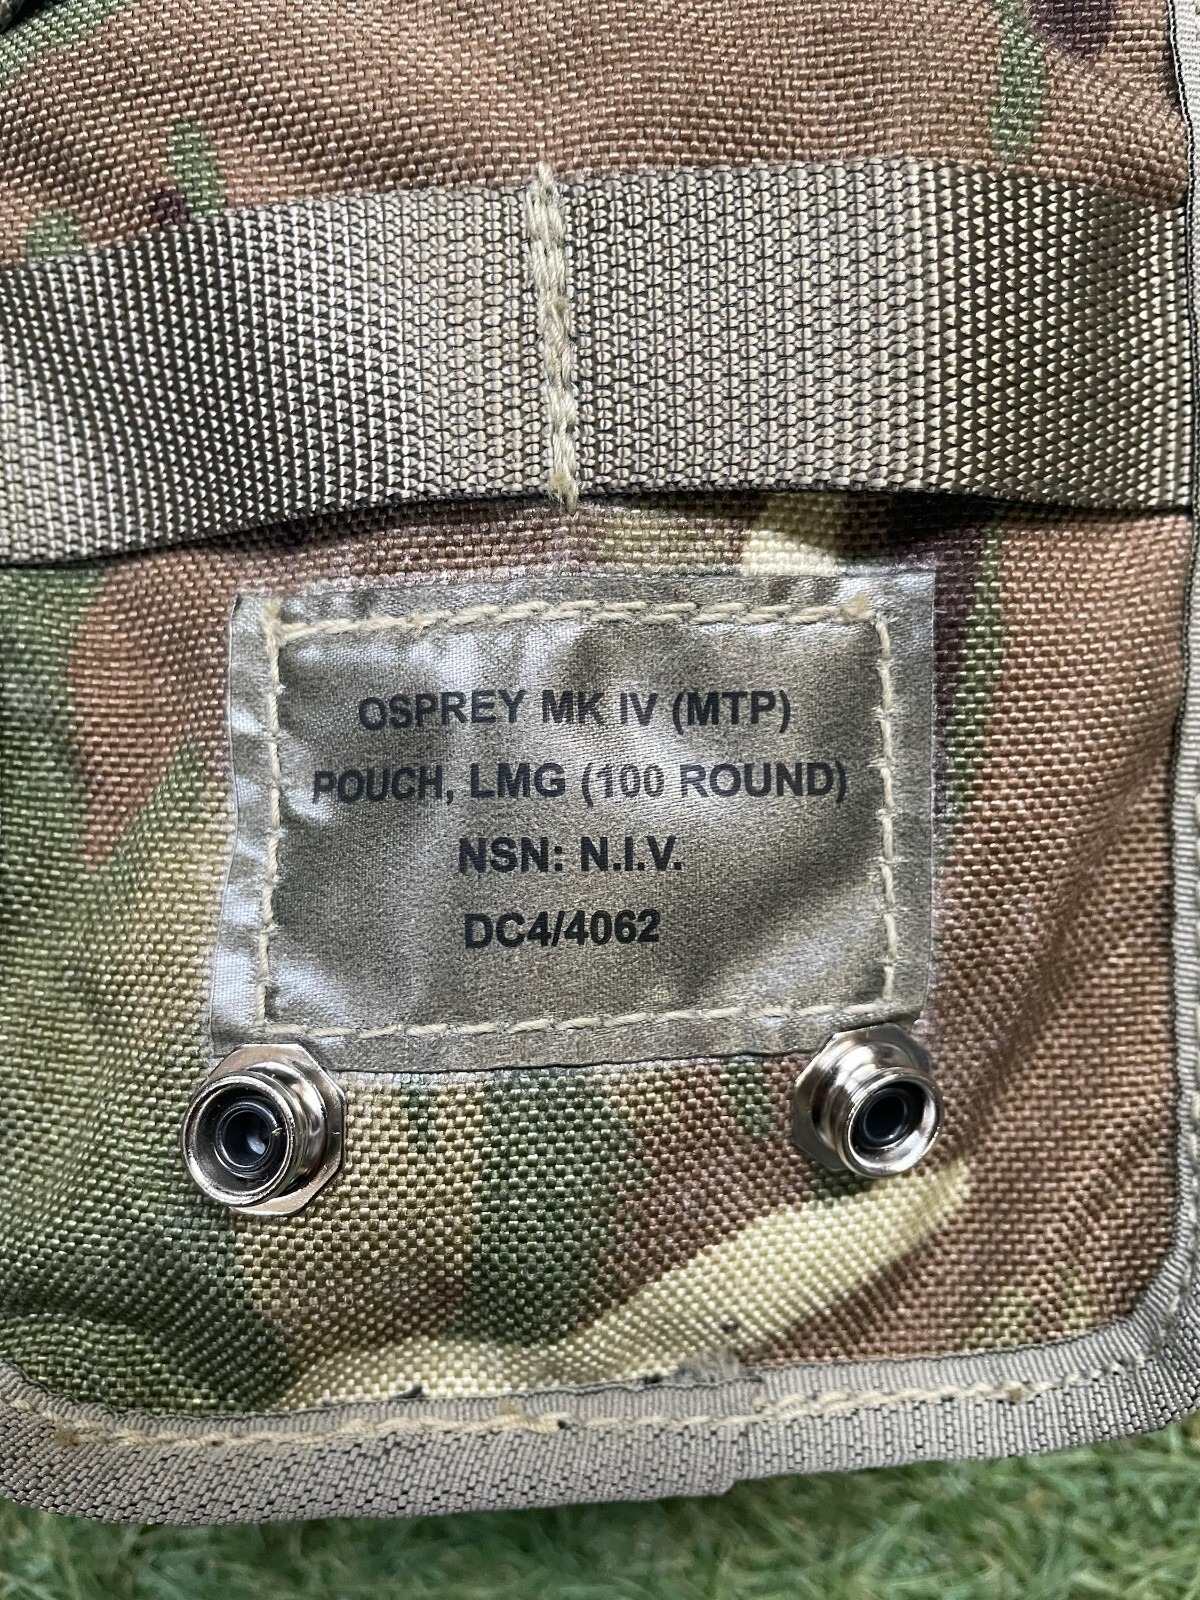 OSPREY MK IV (MTP)
POUCH, LMG (100 ROUND)
NSN: N.I.V.
DC4/4062